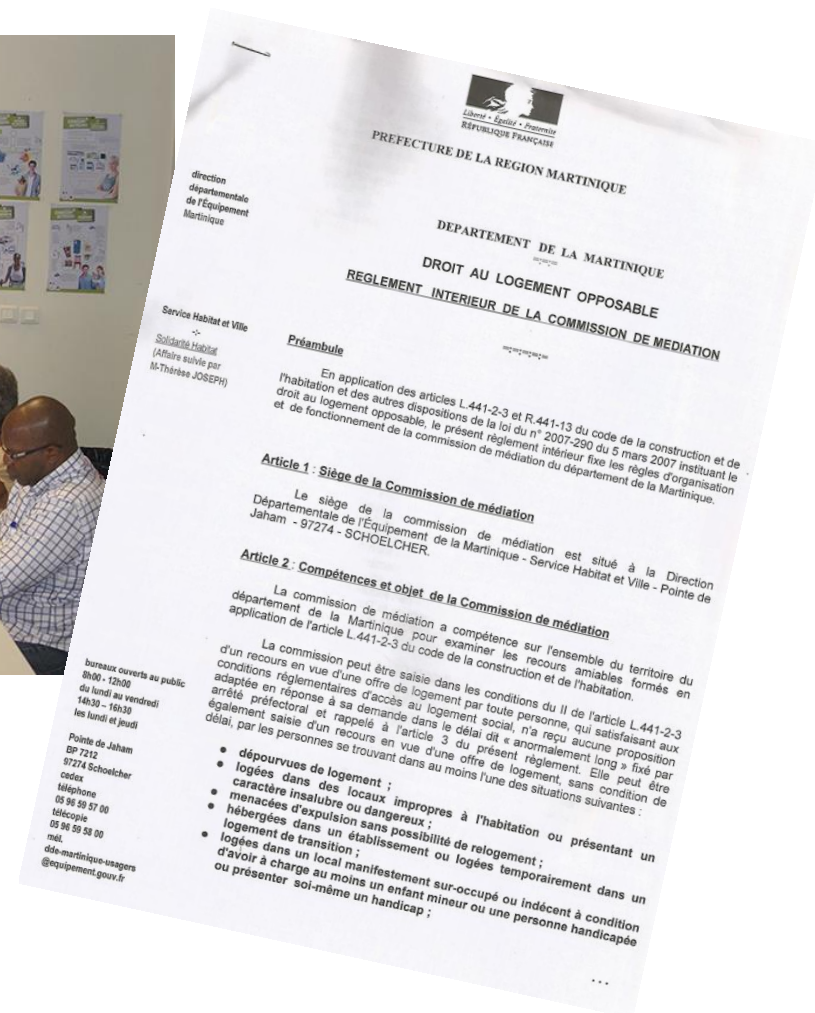 Liberté • Égalité • Fraternité
RÉPUBLIQUE FRANÇAISE
PREFECTURE DE LA REGION MARTINIQUE
direction
départementale
de l'Équipement
Martinique
DEPARTEMENT DE LA MARTINIQUE
DROIT AU LOGEMENT OPPOSABLE
REGLEMENT INTERIEUR DE LA COMMISSION DE MEDIATION
Service Habitat et Ville
-:-
Solidarité Habitat
(Affaire suivie par
M-Thérèse JOSEPH)
Préambule
En application des articles L.441-2-3 et R.441-13 du code de la construction et de
l'habitation et des autres dispositions de la loi du n° 2007-290 du 5 mars 2007 instituant le
droit au logement opposable, le présent règlement intérieur fixe les règles d'organisation
et de fonctionnement de la commission de médiation du département de la Martinique.
Article 1 : Siège de la Commission de médiation
Le siège de la commission de médiation est situé à la Direction
Départementale de l'Équipement de la Martinique - Service Habitat et Ville - Pointe de
Jaham - 97274 - SCHOELCHER.
Article 2 : Compétences et objet de la Commission de médiation
La commission de médiation a compétence sur l'ensemble du territoire du
département de la Martinique pour examiner les recours amiables formés en
application de l'article L.441-2-3 du code de la construction et de l'habitation.
La commission peut être saisie dans les conditions du II de l'article L.441-2-3
d'un recours en vue d'une offre de logement par toute personne, qui satisfaisant aux
conditions réglementaires d'accès au logement social, n'a reçu aucune proposition
adaptée en réponse à sa demande dans le délai dit « anormalement long » fixé par
arrêté préfectoral et rappelé à l'article 3 du présent règlement. Elle peut être
également saisie d'un recours en vue d'une offre de logement, sans condition de
délai, par les personnes se trouvant dans au moins l'une des situations suivantes :
• dépourvues de logement ;
• logées dans des locaux impropres à l'habitation ou présentant un
caractère insalubre ou dangereux ;
• menacées d'expulsion sans possibilité de relogement ;
• hébergées dans un établissement ou logées temporairement dans un
logement de transition ;
• logées dans un local manifestement sur-occupé ou indécent à condition
d'avoir à charge au moins un enfant mineur ou une personne handicapée
ou présenter soi-même un handicap ;
...
bureaux ouverts au public
8h00 - 12h00
du lundi au vendredi
14h30 – 16h30
les lundi et jeudi
Pointe de Jaham
BP 7212
97274 Schoelcher
cedex
téléphone
05 96 59 57 00
télécopie
05 96 59 58 00
mél.
dde-martinique-usagers
@equipement.gouv.fr